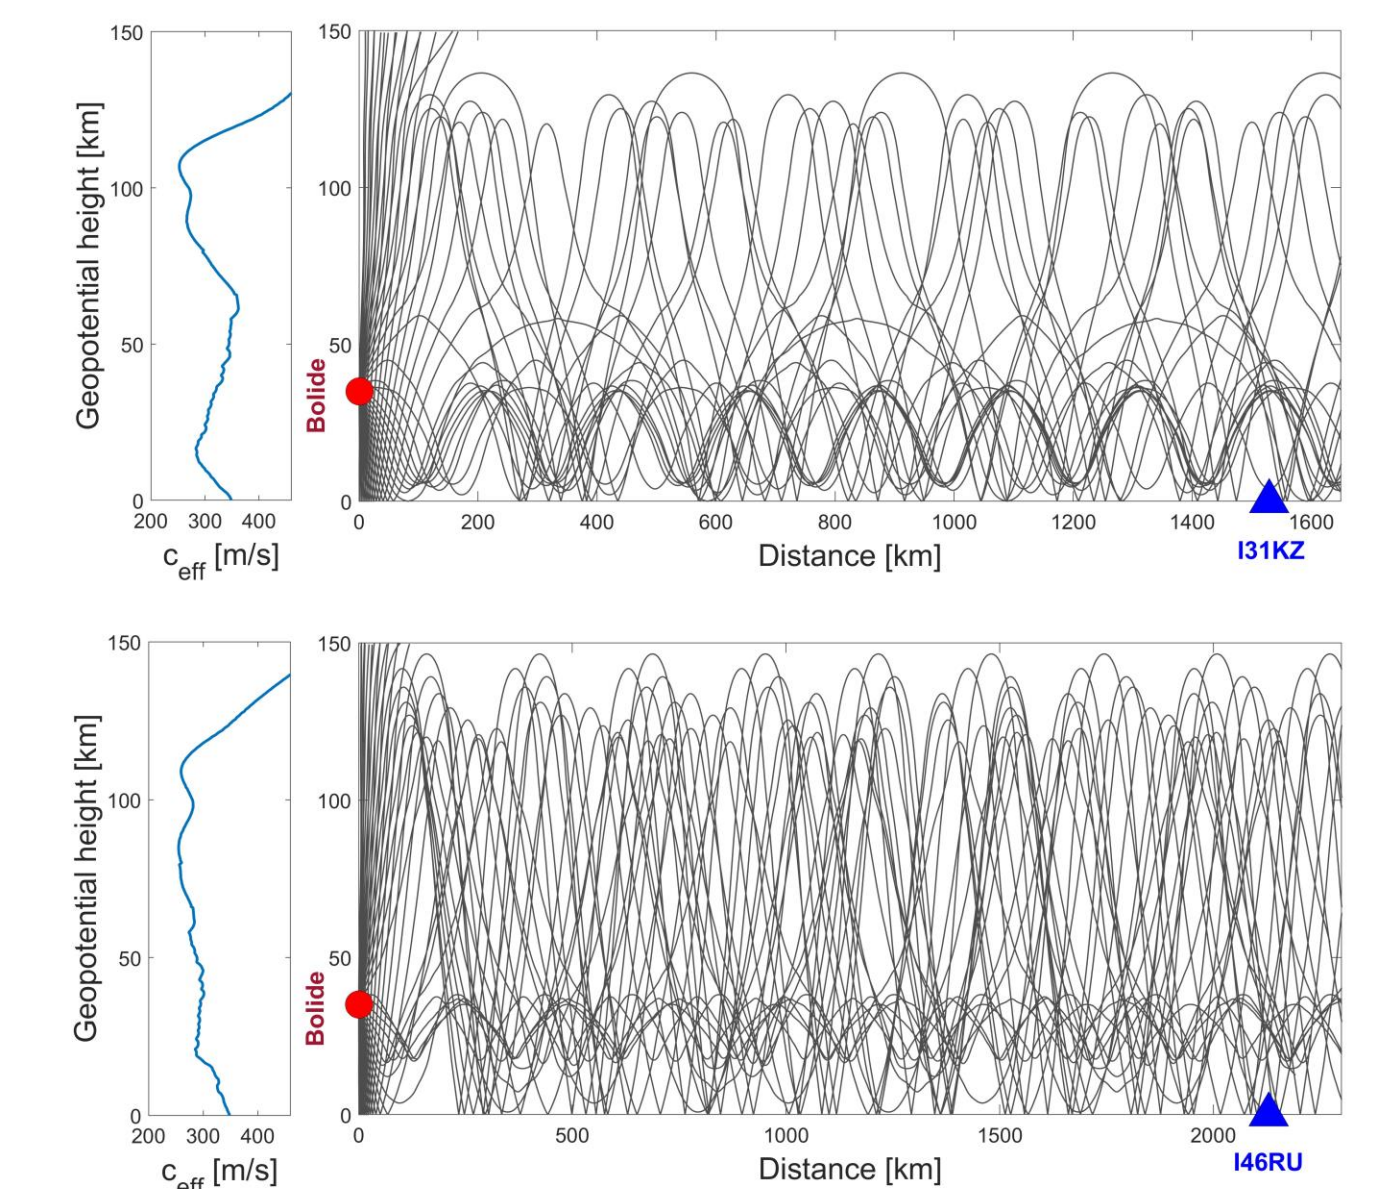 150
100
50
0
Geopotential height [km]
200 300 400
c_eff [m/s]
150
100
50
0
Bolide
0 200 400 600 800 1000 1200 1400 1600
Distance [km]
I31KZ
150
100
50
0
Geopotential height [km]
200 300 400
c_eff [m/s]
150
100
50
0
Bolide
0 500 1000 1500 2000
Distance [km]
I46RU